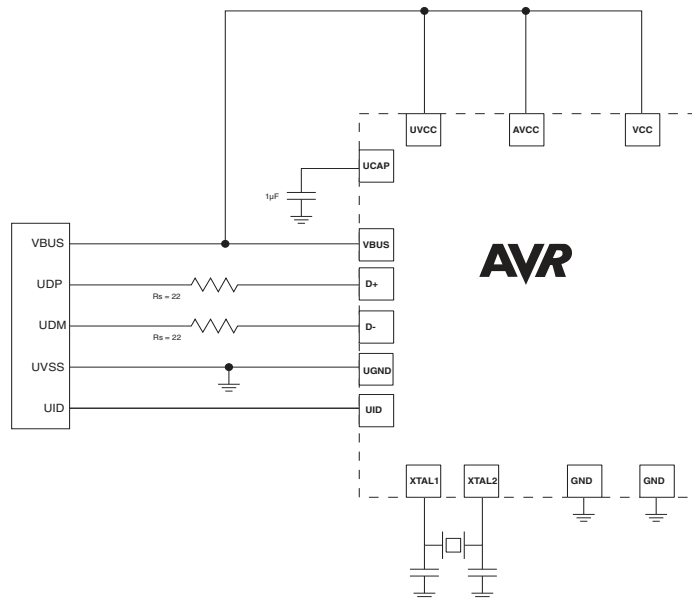 UVCC
AVCC
VCC
UCAP
1µF
VBUS
VBUS
AVR
UDP
Rs = 22
D+
UDM
Rs = 22
D-
UVSS
UGND
UID
UID
XTAL1
XTAL2
GND
GND